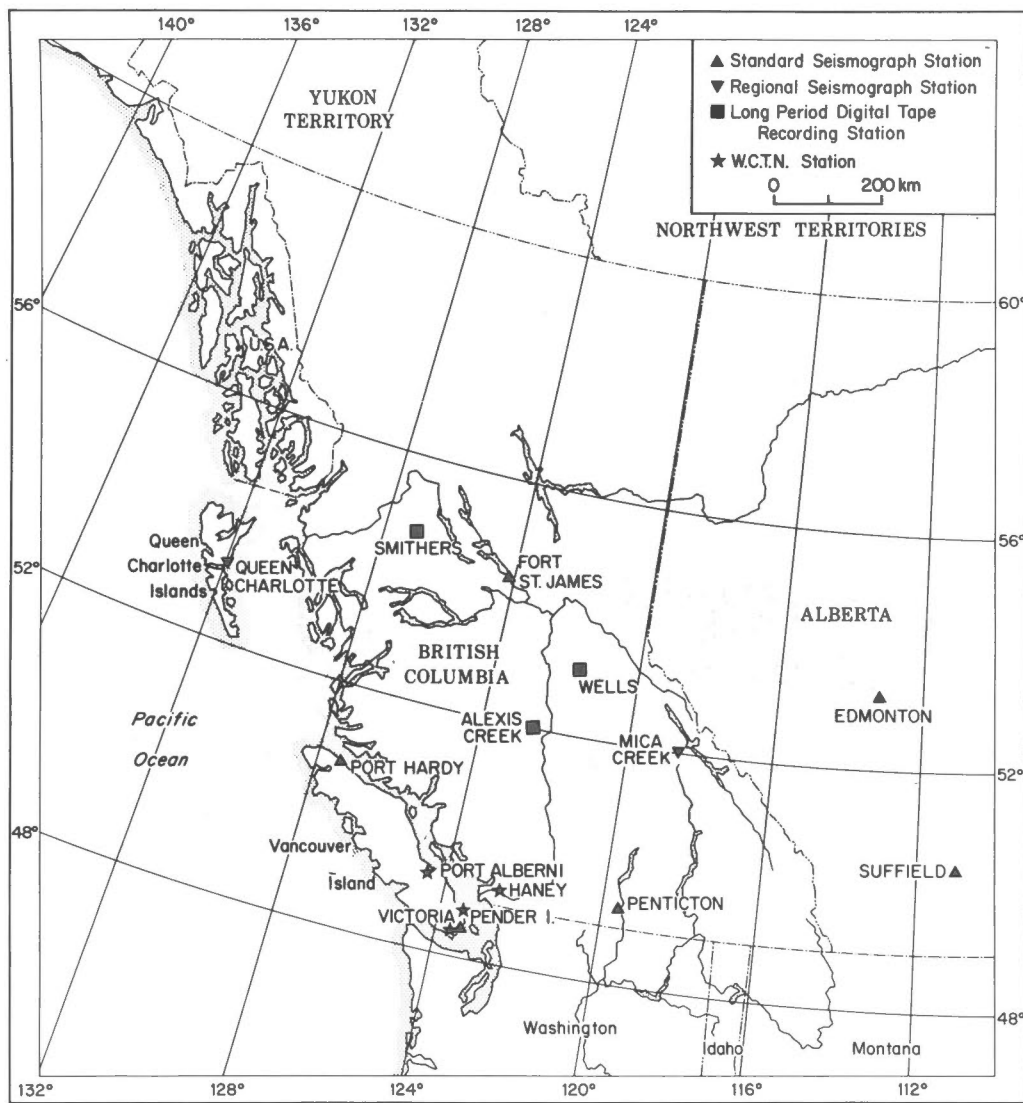 140° 136° 132° 128° 124°
Standard Seismograph Station
Regional Seismograph Station
Long Period Digital Tape
Recording Station
W.C.T.N. Station
0 200 km
YUKON
TERRITORY
NORTHWEST TERRITORIES
60°
56°
U.S.A.
Queen
Charlotte
Islands
QUEEN
CHARLOTTE
SMITHERS
FORT
ST. JAMES
56°
52°
ALBERTA
BRITISH
COLUMBIA
WELLS
EDMONTON
Pacific
Ocean
ALEXIS
CREEK
MICA
CREEK
PORT HARDY
52°
48°
Vancouver
Island
PORT ALBERNI
HANEY
SUFFIELD
VICTORIA
PENDER I.
PENTICTON
48°
Washington
Idaho
Montana
132° 128° 124° 120° 116° 112°